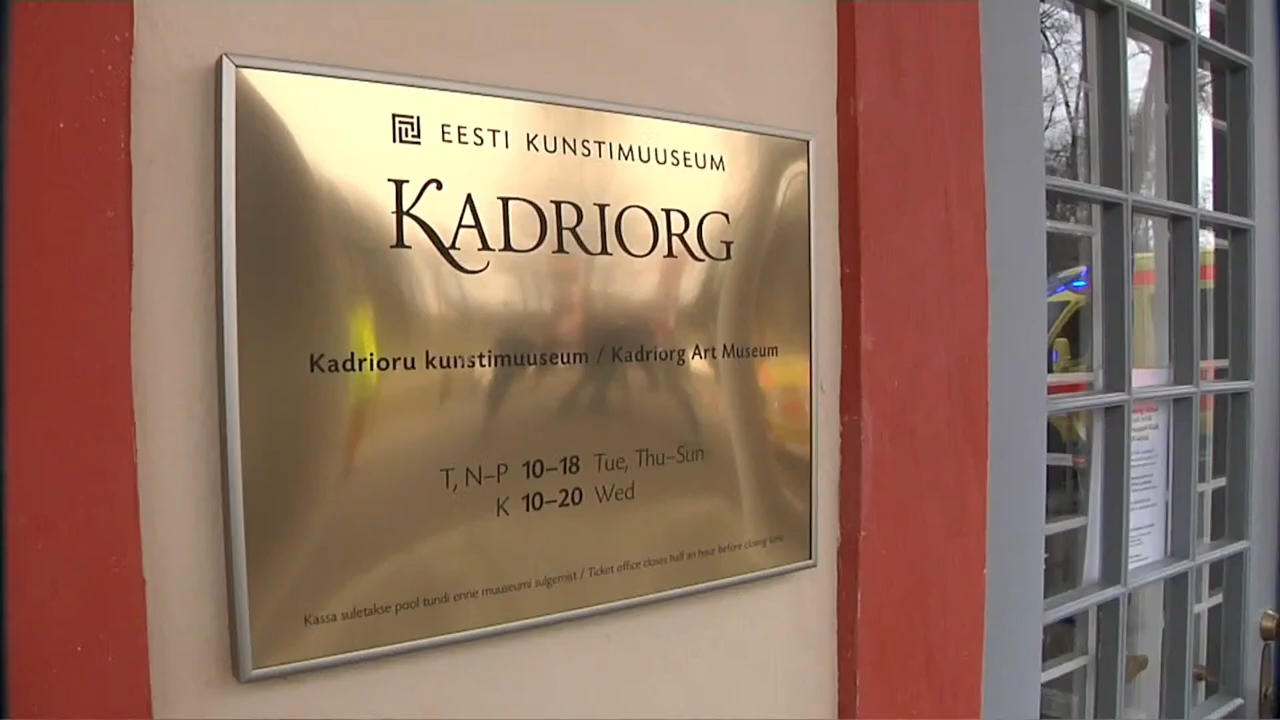 EESTI KUNSTIMUUSEUM
KADRIORG
Kadrioru kunstimuuseum / Kadriorg Art Museum
T, N–P 10–18 Tue, Thu–Sun
K 10–20 Wed
Kassa suletakse pool tundi enne muuseumi sulgemist / Ticket office closes half an hour before closing time